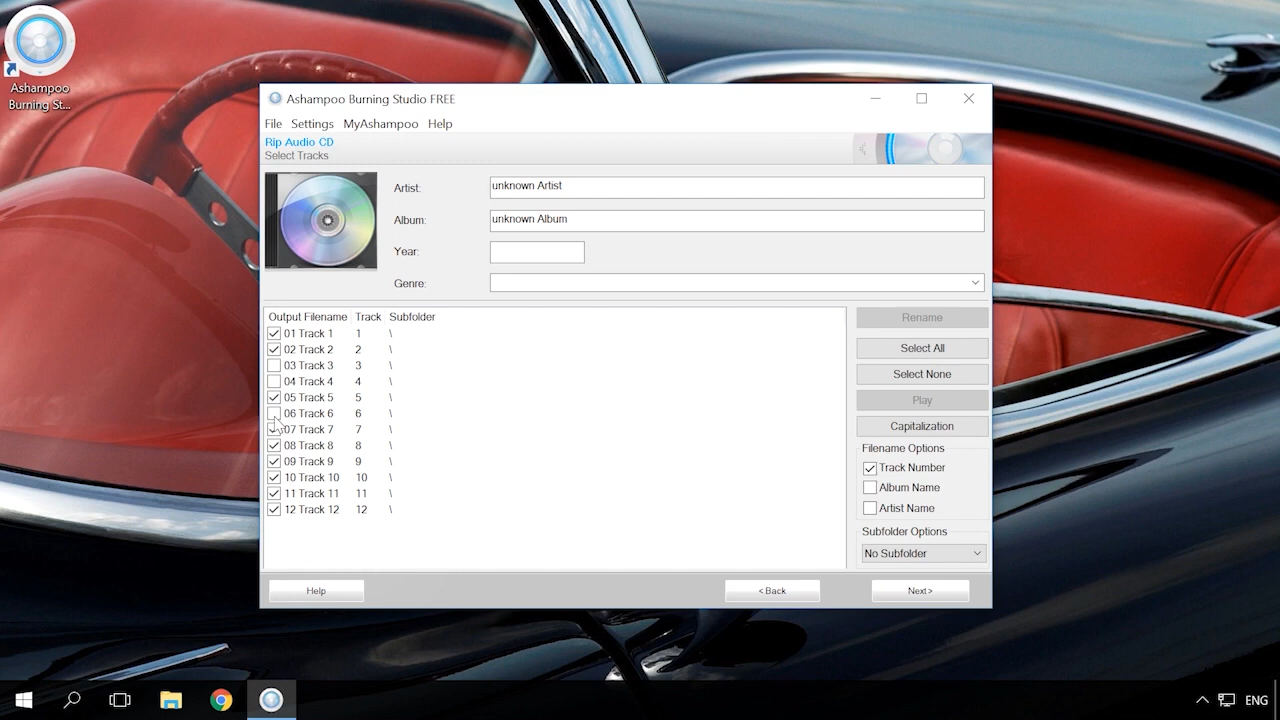 Ashampoo
Burning St...
Ashampoo Burning Studio FREE
File Settings MyAshampoo Help
Rip Audio CD
Select Tracks
Artist: unknown Artist
Album: unknown Album
Year:
Genre:
Output Filename Track Subfolder
01 Track 1 1 \
02 Track 2 2 \
03 Track 3 3 \
04 Track 4 4 \
05 Track 5 5 \
06 Track 6 6 \
07 Track 7 7 \
08 Track 8 8 \
09 Track 9 9 \
10 Track 10 10 \
11 Track 11 11 \
12 Track 12 12 \
Rename
Select All
Select None
Play
Capitalization
Filename Options
Track Number
Album Name
Artist Name
Subfolder Options
No Subfolder
Help
<Back
Next>
ENG